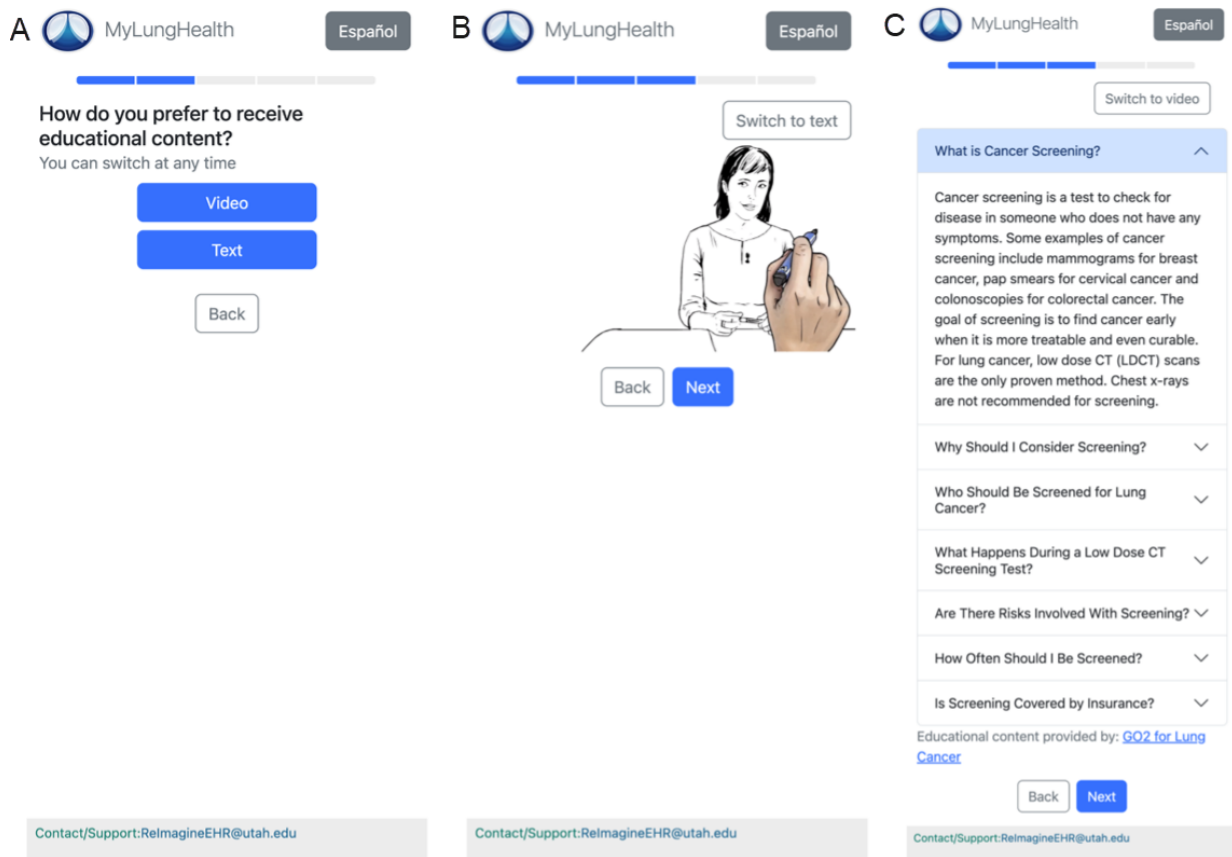 A
MyLungHealth
Español
How do you prefer to receive
educational content?
You can switch at any time
Video
Text
Back
Contact/Support:ReImagineEHR@utah.edu
B
MyLungHealth
Español
Switch to text
Back
Next
Contact/Support:ReImagineEHR@utah.edu
C
MyLungHealth
Español
Switch to video
What is Cancer Screening?
Cancer screening is a test to check for
disease in someone who does not have any
symptoms. Some examples of cancer
screening include mammograms for breast
cancer, pap smears for cervical cancer and
colonoscopies for colorectal cancer. The
goal of screening is to find cancer early
when it is more treatable and even curable.
For lung cancer, low dose CT (LDCT) scans
are the only proven method. Chest x-rays
are not recommended for screening.
Why Should I Consider Screening?
Who Should Be Screened for Lung
Cancer?
What Happens During a Low Dose CT
Screening Test?
Are There Risks Involved With Screening?
How Often Should I Be Screened?
Is Screening Covered by Insurance?
Educational content provided by: GO2 for Lung
Cancer
Back
Next
Contact/Support:ReImagineEHR@utah.edu